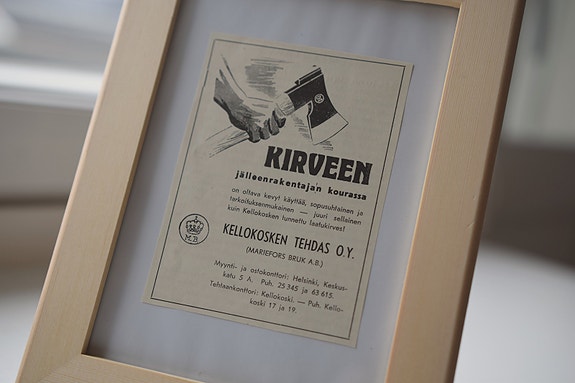 KIRVEEN
jälleenrakentajan kourassa
on oltava kevyt käyttää, sopusuhtainen ja
tarkoituksenmukainen — juuri sellainen
kuin Kellokosken tunnettu laatukirves!
M.B.
KELLOKOSKEN TEHDAS O.Y.
(MARIEFORS BRUK A.B.)
Myynti- ja ostokonttori: Helsinki, Keskus-
katu 5 A. Puh. 25 345 ja 63 615.
Tehtaankonttori: Kellokoski. — Puh. Kello-
koski 17 ja 19.